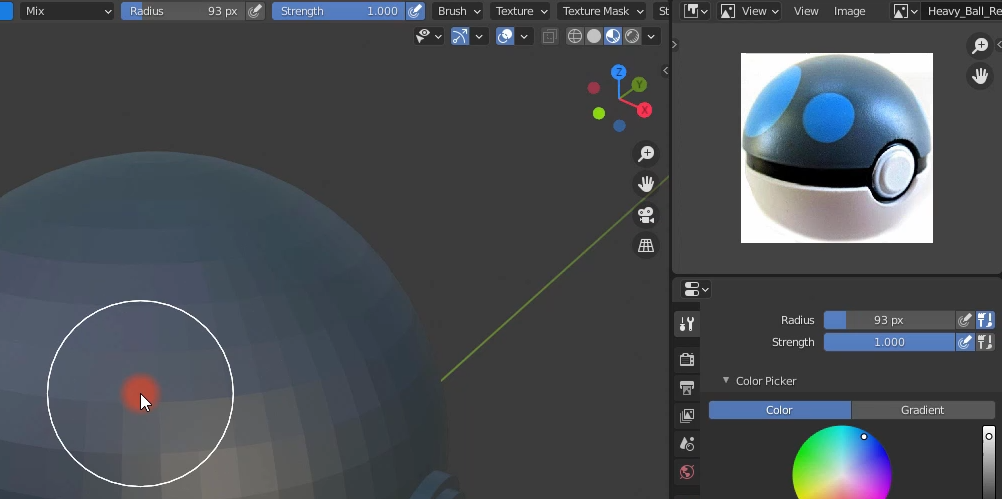 Mix Radius 93 px Strength 1.000 Brush Texture Texture Mask St
View View Image Heavy_Ball_Re
Z
Y
X
Radius 93 px
Strength 1.000
Color Picker
Color Gradient